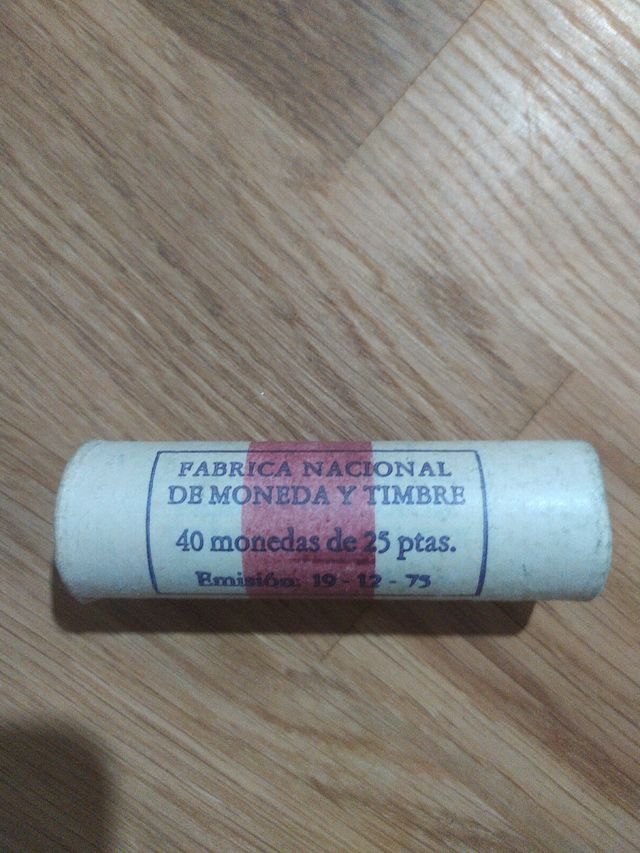 FABRICA NACIONAL
DE MONEDA Y TIMBRE
40 monedas de 25 ptas.
Emisión: 19 - 12 - 75